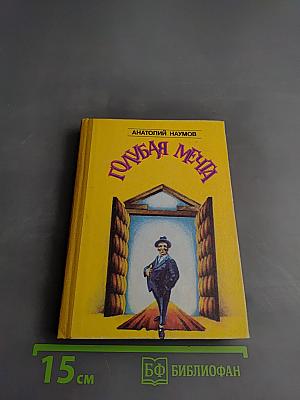 АНАТОЛИЙ НАУМОВ
ГОЛУБАЯ МЕЧТА
15 см
БФ БИБЛИОФАН